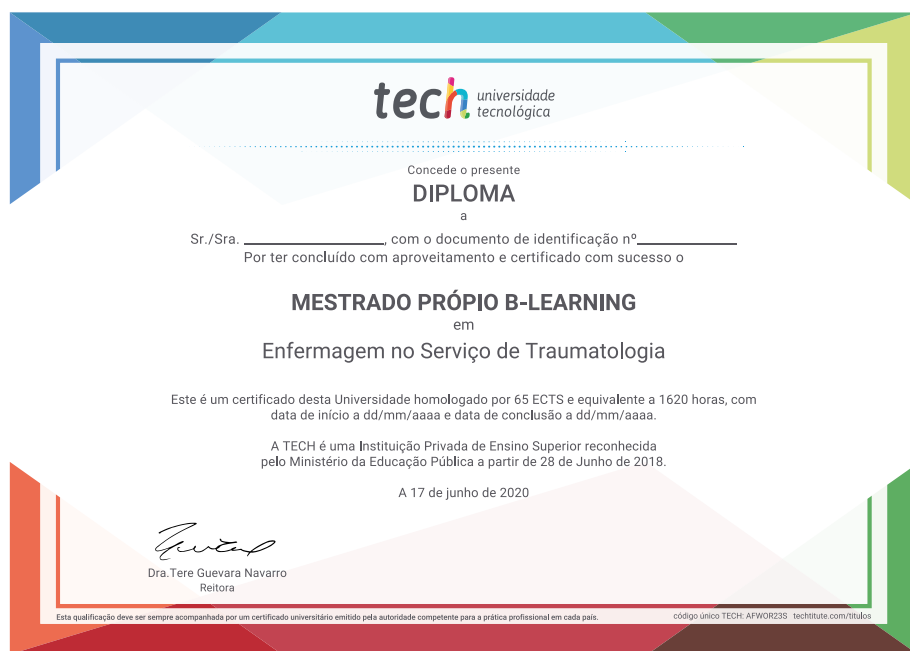 tech universidade
tecnológica
Concede o presente
DIPLOMA
a
Sr./Sra. ________________, com o documento de identificação nº____________
Por ter concluído com aproveitamento e certificado com sucesso o
MESTRADO PRÓPIO B-LEARNING
em
Enfermagem no Serviço de Traumatologia
Este é um certificado desta Universidade homologado por 65 ECTS e equivalente a 1620 horas, com
data de início a dd/mm/aaaa e data de conclusão a dd/mm/aaaa.
A TECH é uma Instituição Privada de Ensino Superior reconhecida
pelo Ministério da Educação Pública a partir de 28 de Junho de 2018.
A 17 de junho de 2020
Dra.Tere Guevara Navarro
Reitora
Esta qualificação deve ser sempre acompanhada por um certificado universitário emitido pela autoridade competente para a prática profissional em cada país.
código único TECH: AFWOR23S techtitute.com/titulos